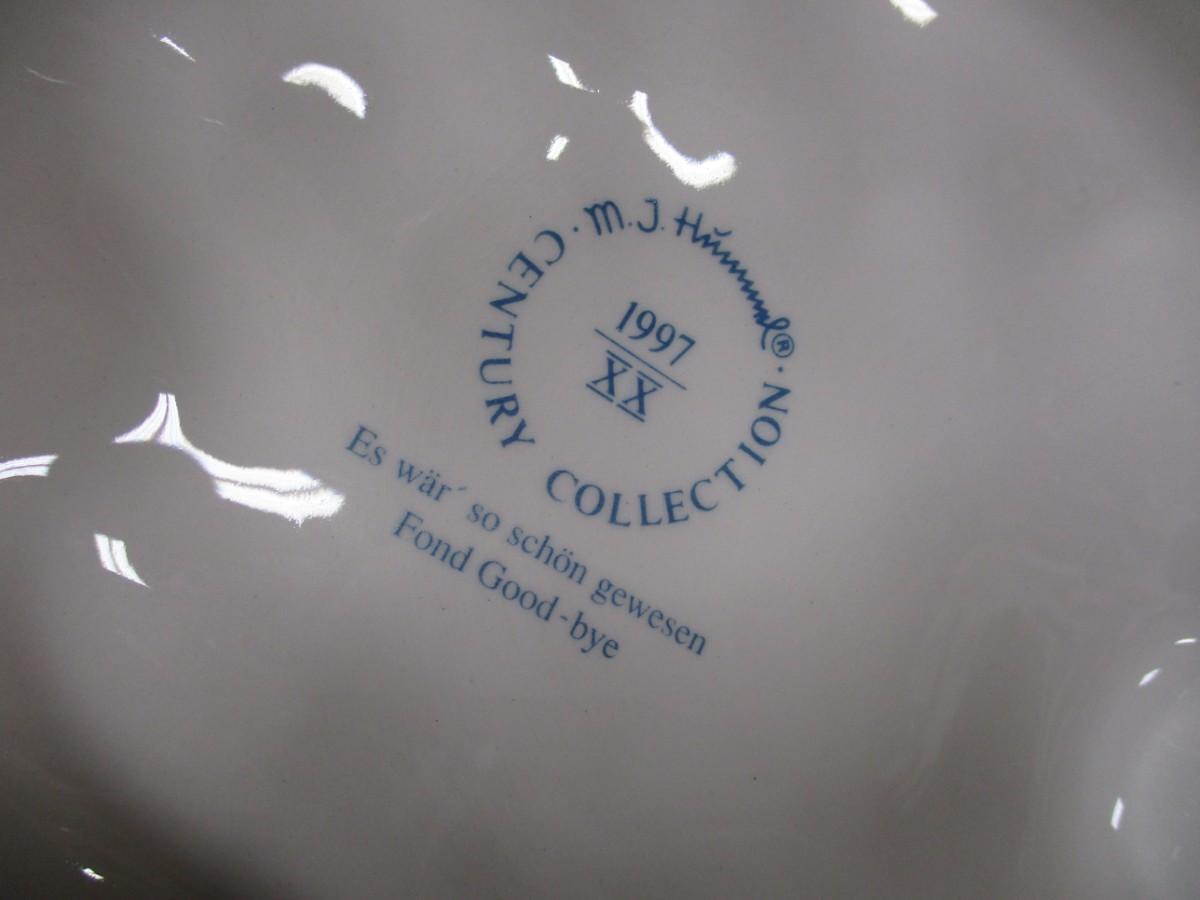 M.J. Hummel® · CENTURY COLLECTION ·
1997
XX
Es wär´ so schön gewesen
Fond Good-bye